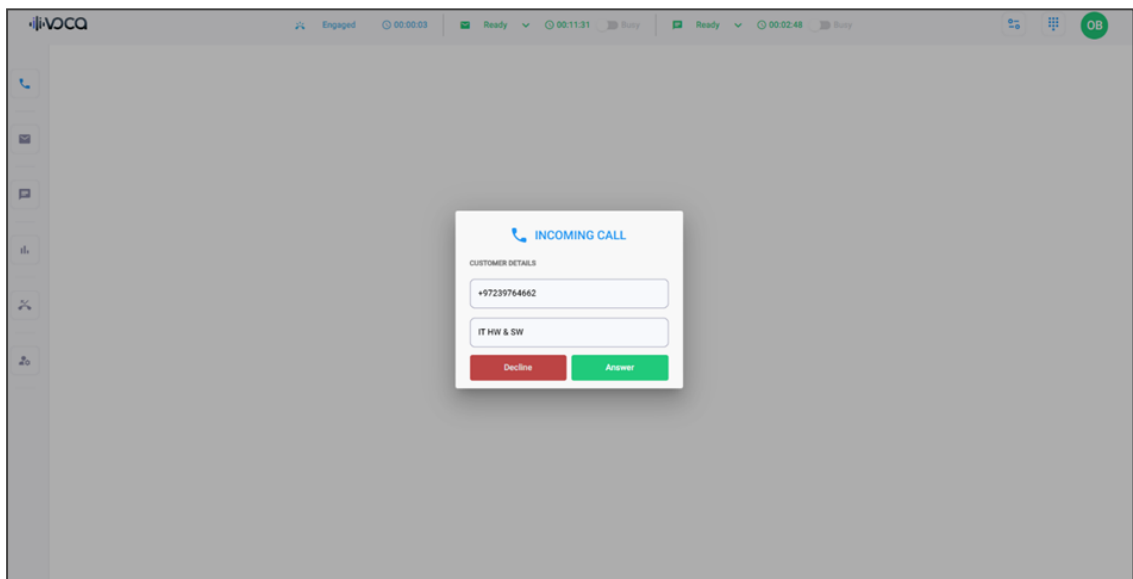 VOCA
Engaged 00:00:03 Ready 00:11:31 Busy Ready 00:02:48 Busy OB
INCOMING CALL
CUSTOMER DETAILS
+97239764662
IT HW & SW
Decline Answer